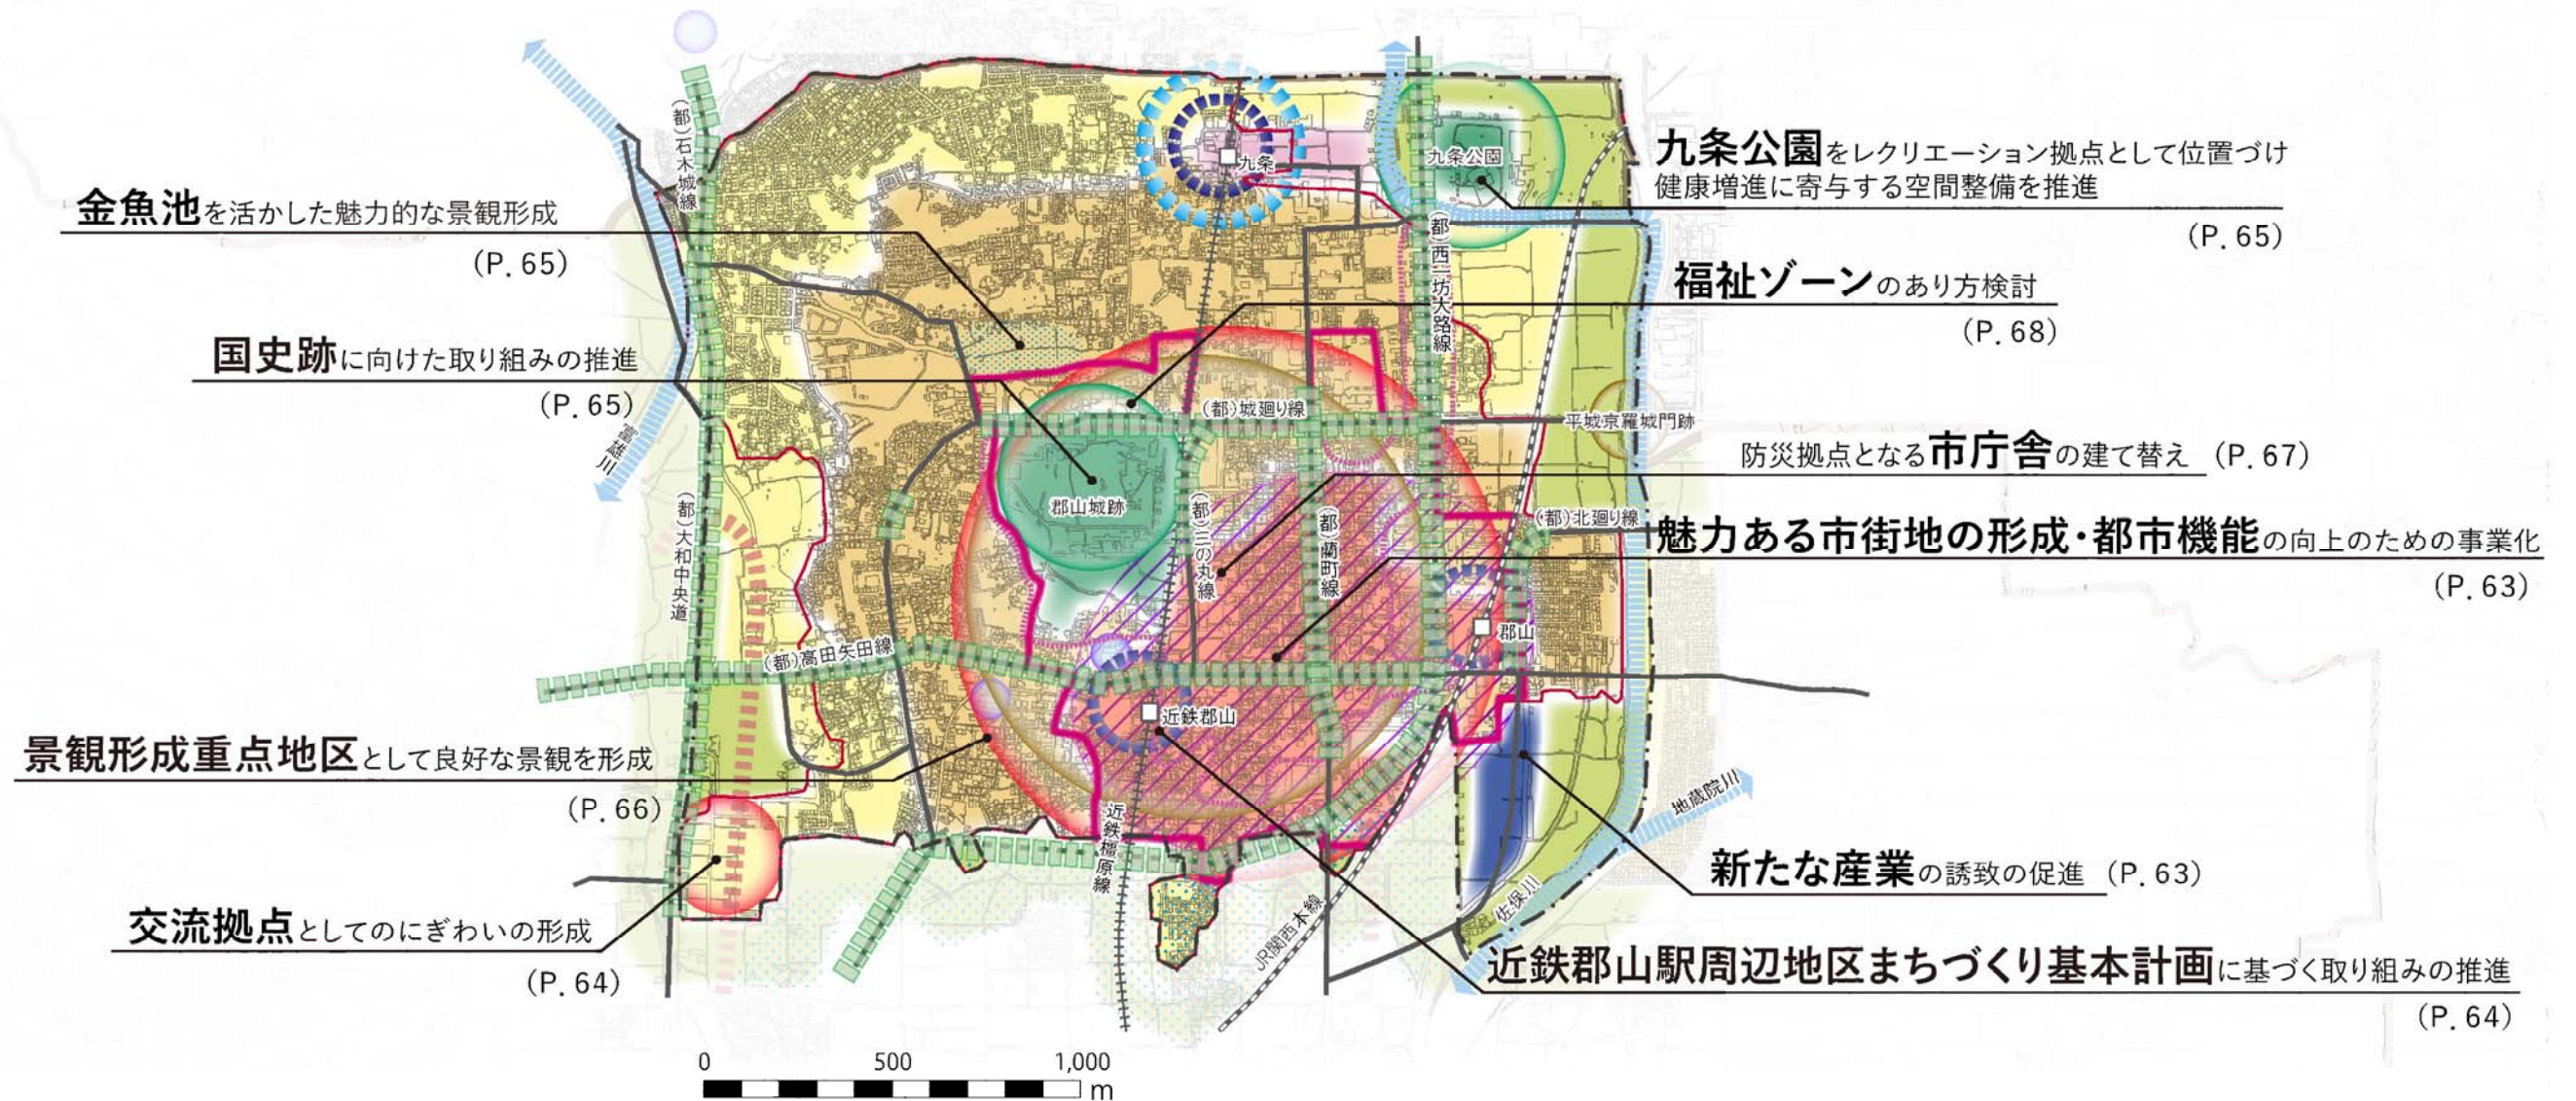 金魚池を活かした魅力的な景観形成
(P. 65)
国史跡に向けた取り組みの推進
(P. 65)
景観形成重点地区として良好な景観を形成
(P. 66)
交流拠点としてのにぎわいの形成
(P. 64)
九条公園をレクリエーション拠点として位置づけ
健康増進に寄与する空間整備を推進
(P. 65)
福祉ゾーンのあり方検討
(P. 68)
防災拠点となる市庁舎の建て替え (P. 67)
魅力ある市街地の形成・都市機能の向上のための事業化
(P. 63)
新たな産業の誘致の促進 (P. 63)
近鉄郡山駅周辺地区まちづくり基本計画に基づく取り組みの推進
(P. 64)
(都)石木城線
九条
九条公園
(都)西一坊大路線
(都)城廻り線
平城京羅城門跡
富雄川
郡山城跡
(都)三の丸線
(都)藺町線
(都)北廻り線
(都)大和中央道
(都)高田矢田線
郡山
近鉄郡山
近鉄橿原線
地蔵院川
佐保川
JR関西本線
0 500 1,000
m